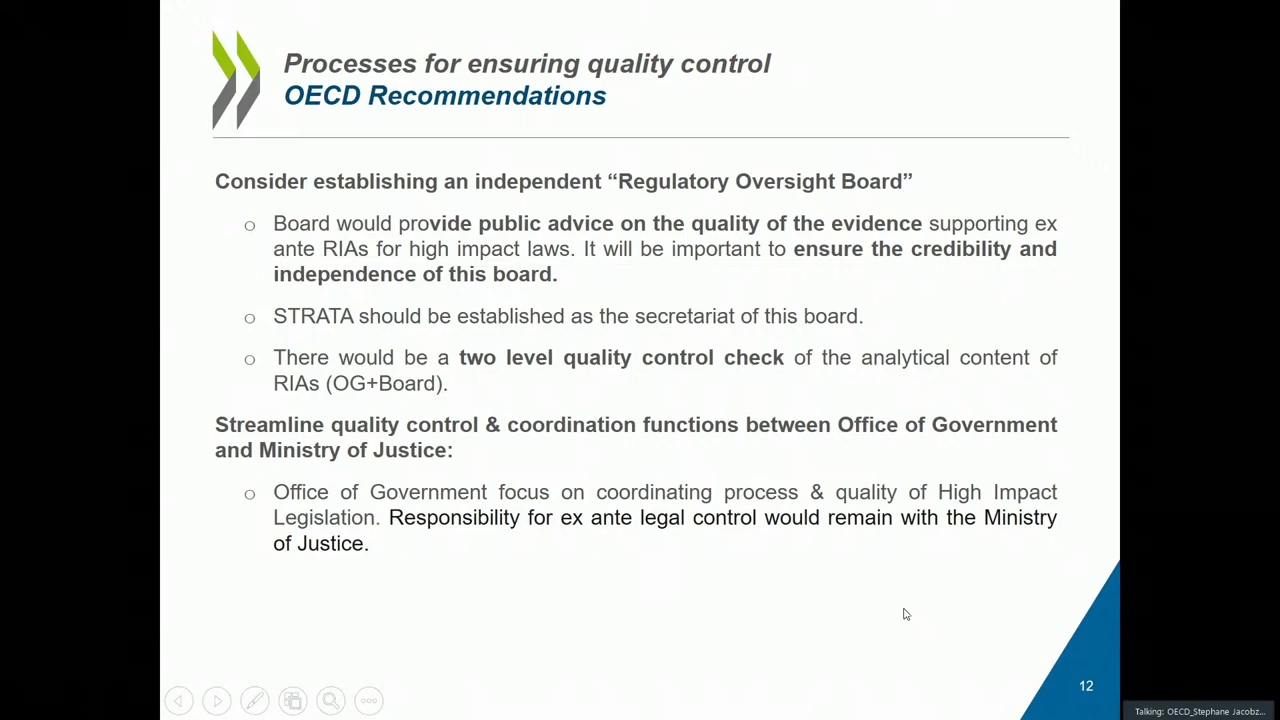 Processes for ensuring quality control
OECD Recommendations
Consider establishing an independent “Regulatory Oversight Board”
o Board would provide public advice on the quality of the evidence supporting ex
ante RIAs for high impact laws. It will be important to ensure the credibility and
independence of this board.
o STRATA should be established as the secretariat of this board.
o There would be a two level quality control check of the analytical content of
RIAs (OG+Board).
Streamline quality control & coordination functions between Office of Government
and Ministry of Justice:
o Office of Government focus on coordinating process & quality of High Impact
Legislation. Responsibility for ex ante legal control would remain with the Ministry
of Justice.
12
Talking: OECD_Stephane Jacobz...